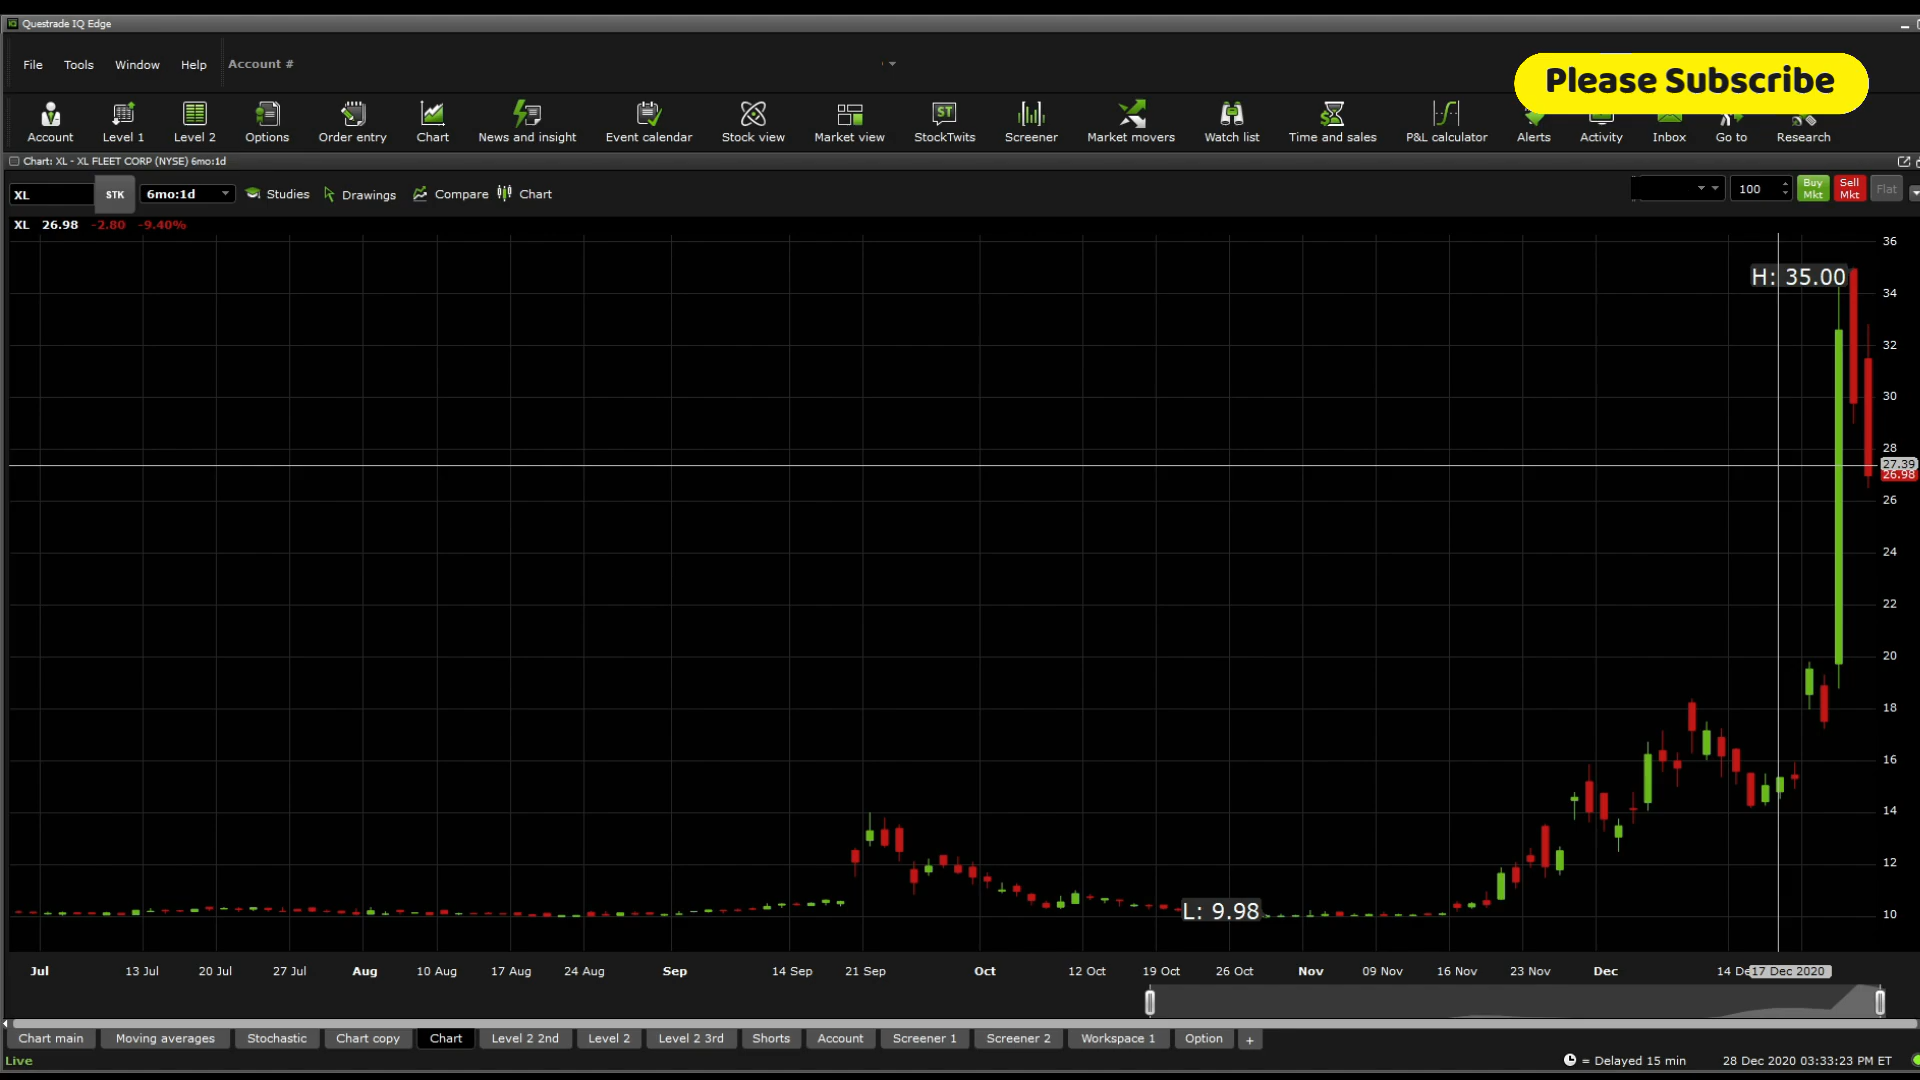 Questrade IQ Edge
File Tools Window Help Account #
Please Subscribe
Account Level 1 Level 2 Options Order entry Chart News and insight Event calendar Stock view Market view StockTwits Screener Market movers Watch list Time and sales P&L calculator Alerts Activity Inbox Go to Research
Chart: XL - XL FLEET CORP (NYSE) 6mo:1d
XL STK 6mo:1d Studies Drawings Compare Chart 100 Buy Mkt Sell Mkt Flat
XL 26.98 -2.80 -9.40%
36
H: 35.00
34
32
30
28
27.39
26.98
26
24
22
20
18
16
14
12
L: 9.98
10
Jul 13 Jul 20 Jul 27 Jul Aug 10 Aug 17 Aug 24 Aug Sep 14 Sep 21 Sep Oct 12 Oct 19 Oct 26 Oct Nov 09 Nov 16 Nov 23 Nov Dec 14 De 17 Dec 2020
Chart main Moving averages Stochastic Chart copy Chart Level 2 2nd Level 2 Level 2 3rd Shorts Account Screener 1 Screener 2 Workspace 1 Option +
Live = Delayed 15 min 28 Dec 2020 03:33:23 PM ET